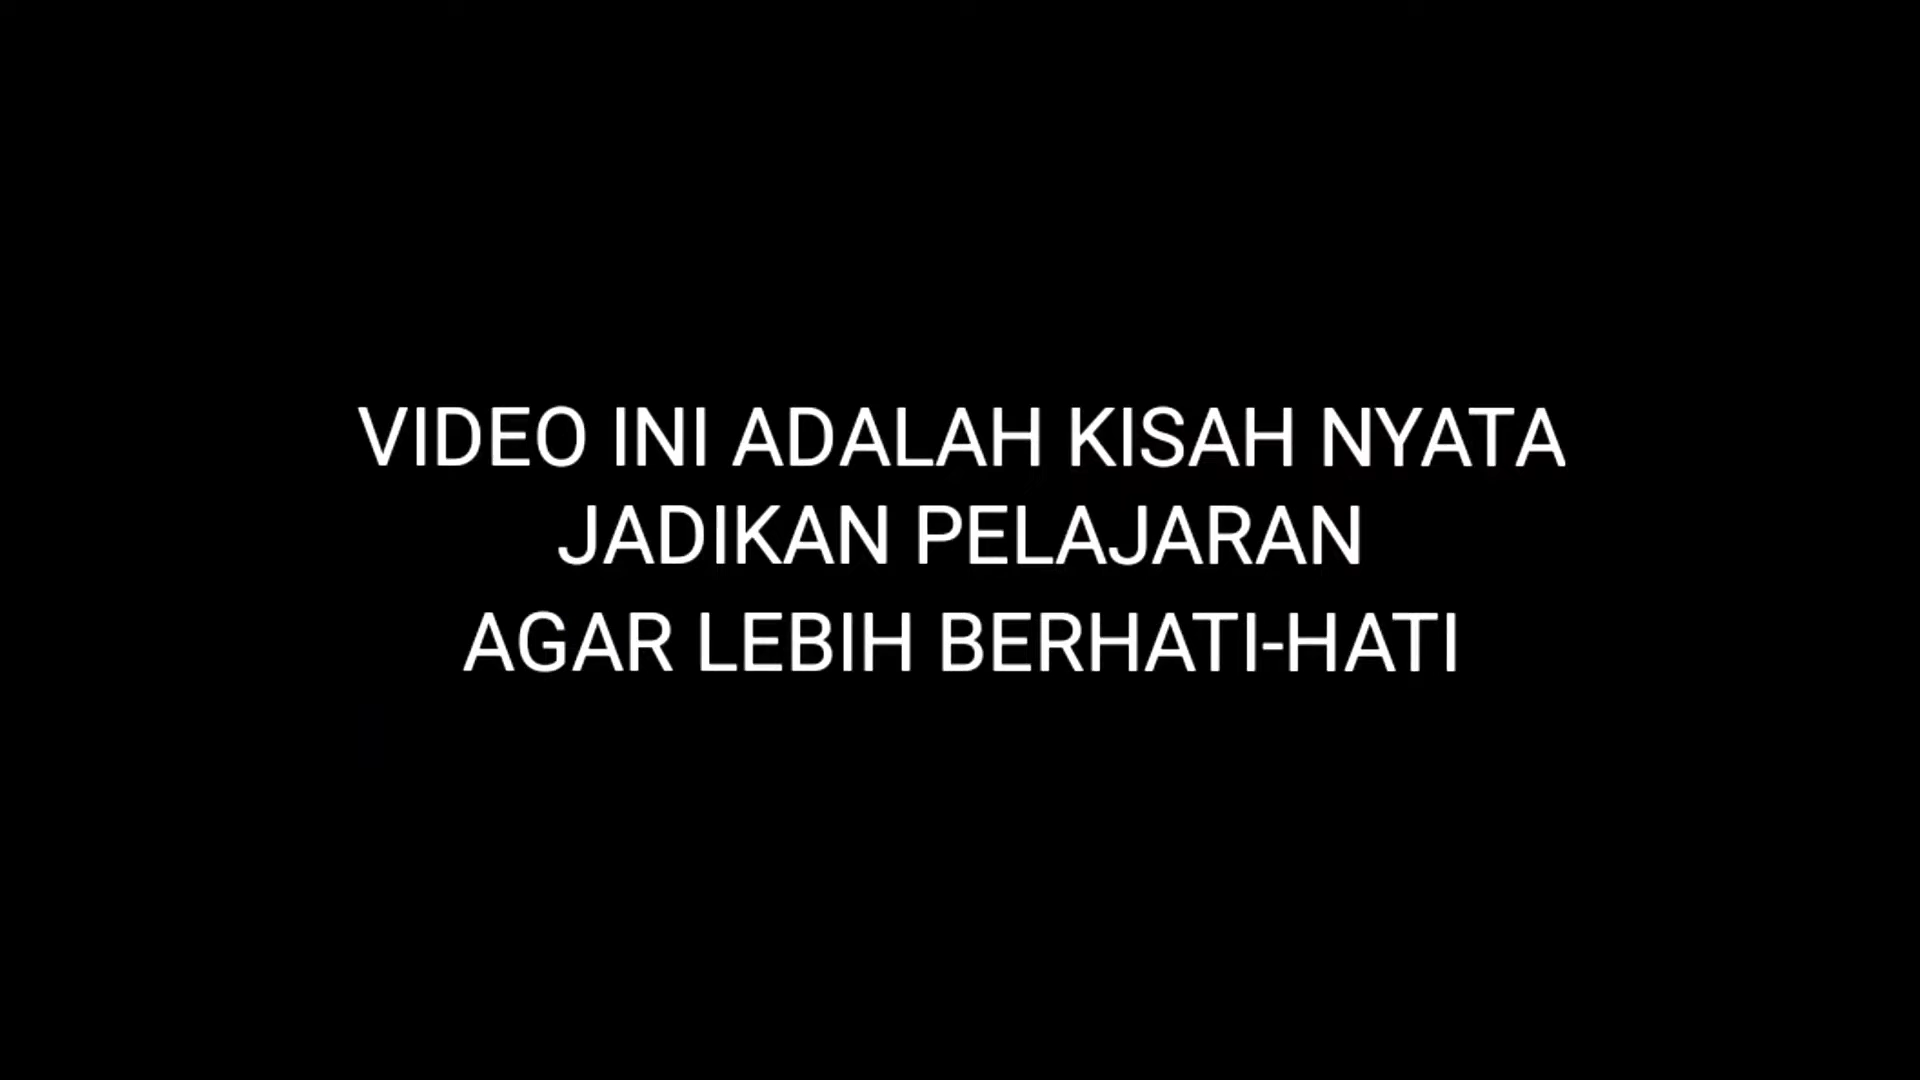 VIDEO INI ADALAH KISAH NYATA
JADIKAN PELAJARAN
AGAR LEBIH BERHATI-HATI